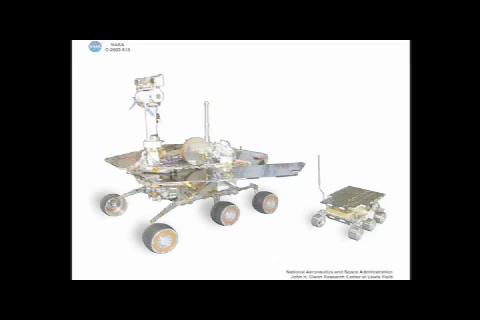 NASA
National Aeronautics and Space Administration
John H. Glenn Research Center at Lewis Field